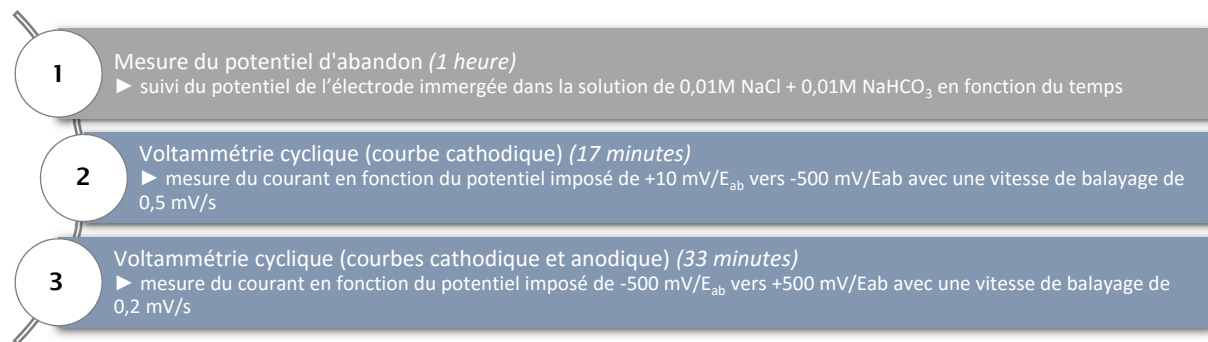 1
Mesure du potentiel d'abandon (1 heure)
► suivi du potentiel de l'électrode immergée dans la solution de 0,01M NaCl + 0,01M NaHCO₃ en fonction du temps
2
Voltammétrie cyclique (courbe cathodique) (17 minutes)
► mesure du courant en fonction du potentiel imposé de +10 mV/Eab vers -500 mV/Eab avec une vitesse de balayage de
0,5 mV/s
3
Voltammétrie cyclique (courbes cathodique et anodique) (33 minutes)
► mesure du courant en fonction du potentiel imposé de -500 mV/Eab vers +500 mV/Eab avec une vitesse de balayage de
0,2 mV/s